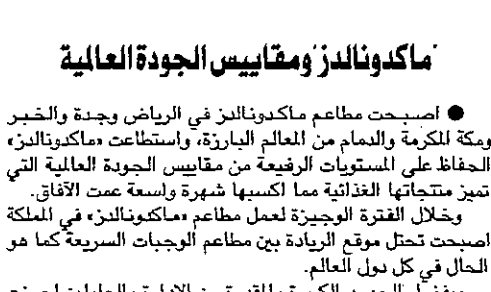 "ماكدونالدز" ومقاييس الجودة العالمية
● اصبحت مطاعم ماكدونالدز في الرياض وجدة والخبر
ومكة المكرمة والدمام من المعالم البارزة، واستطاعت «ماكدونالدز»
الحفاظ على المستويات الرفيعة من مقاييس الجودة العالمية التي
تميز منتجاتها الغذائية مما اكسبها شهرة واسعة عمت الآفاق.
وخلال الفترة الوجيزة لعمل مطاعم «ماكدونالدز» في المملكة
اصبحت تحتل موقع الريادة بين مطاعم الوجبات السريعة كما هو
الحال في كل دول العالم.